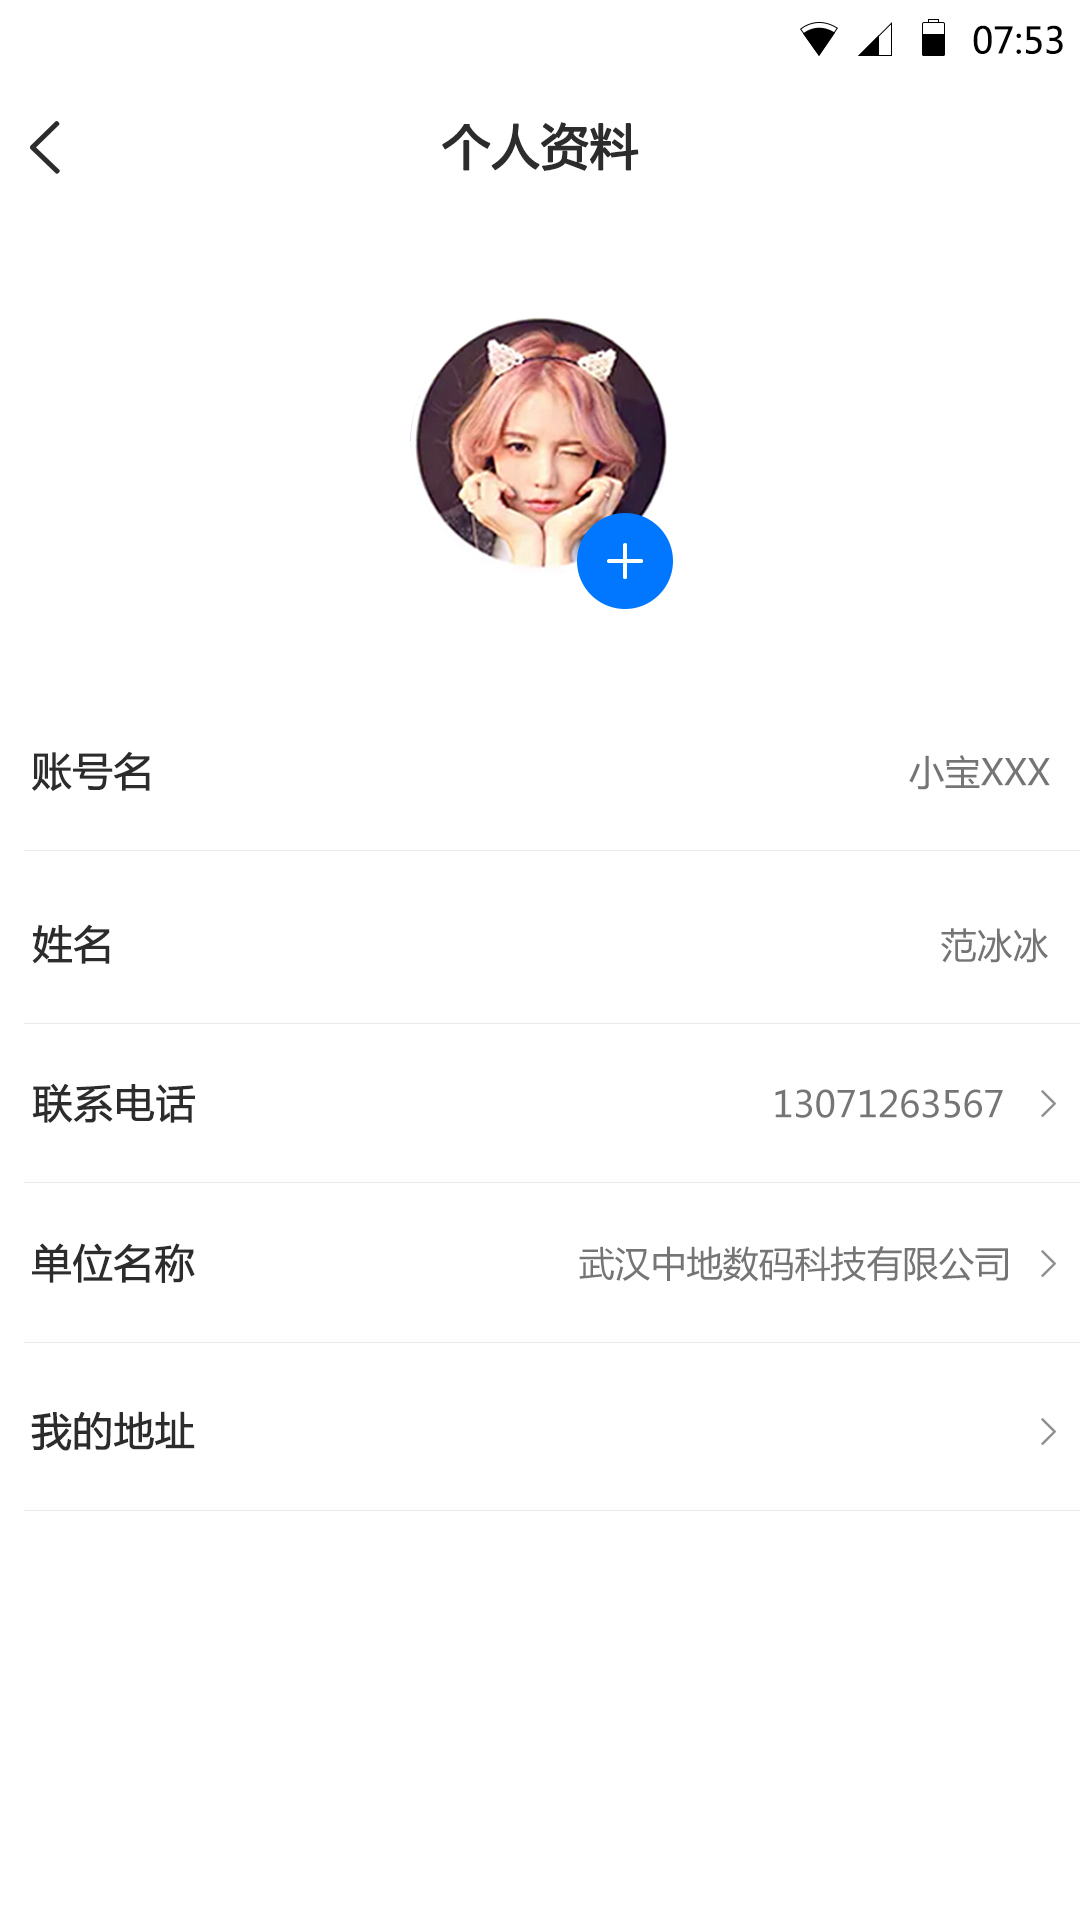 07:53
个人资料
账号名 小宝XXX
姓名 范冰冰
联系电话 13071263567
单位名称 武汉中地数码科技有限公司
我的地址